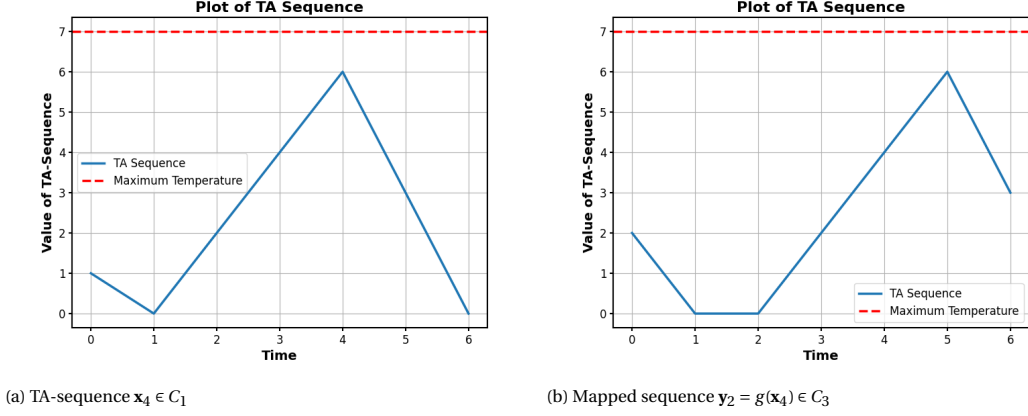 Plot of TA Sequence
7
6
5
4
3
2
1
0
Value of TA-Sequence
TA Sequence
Maximum Temperature
0 1 2 3 4 5 6
Time
(a) TA-sequence x₄ ∈ C₁
Plot of TA Sequence
7
6
5
4
3
2
1
0
Value of TA-Sequence
TA Sequence
Maximum Temperature
0 1 2 3 4 5 6
Time
(b) Mapped sequence y₂ = g(x₄) ∈ C₃